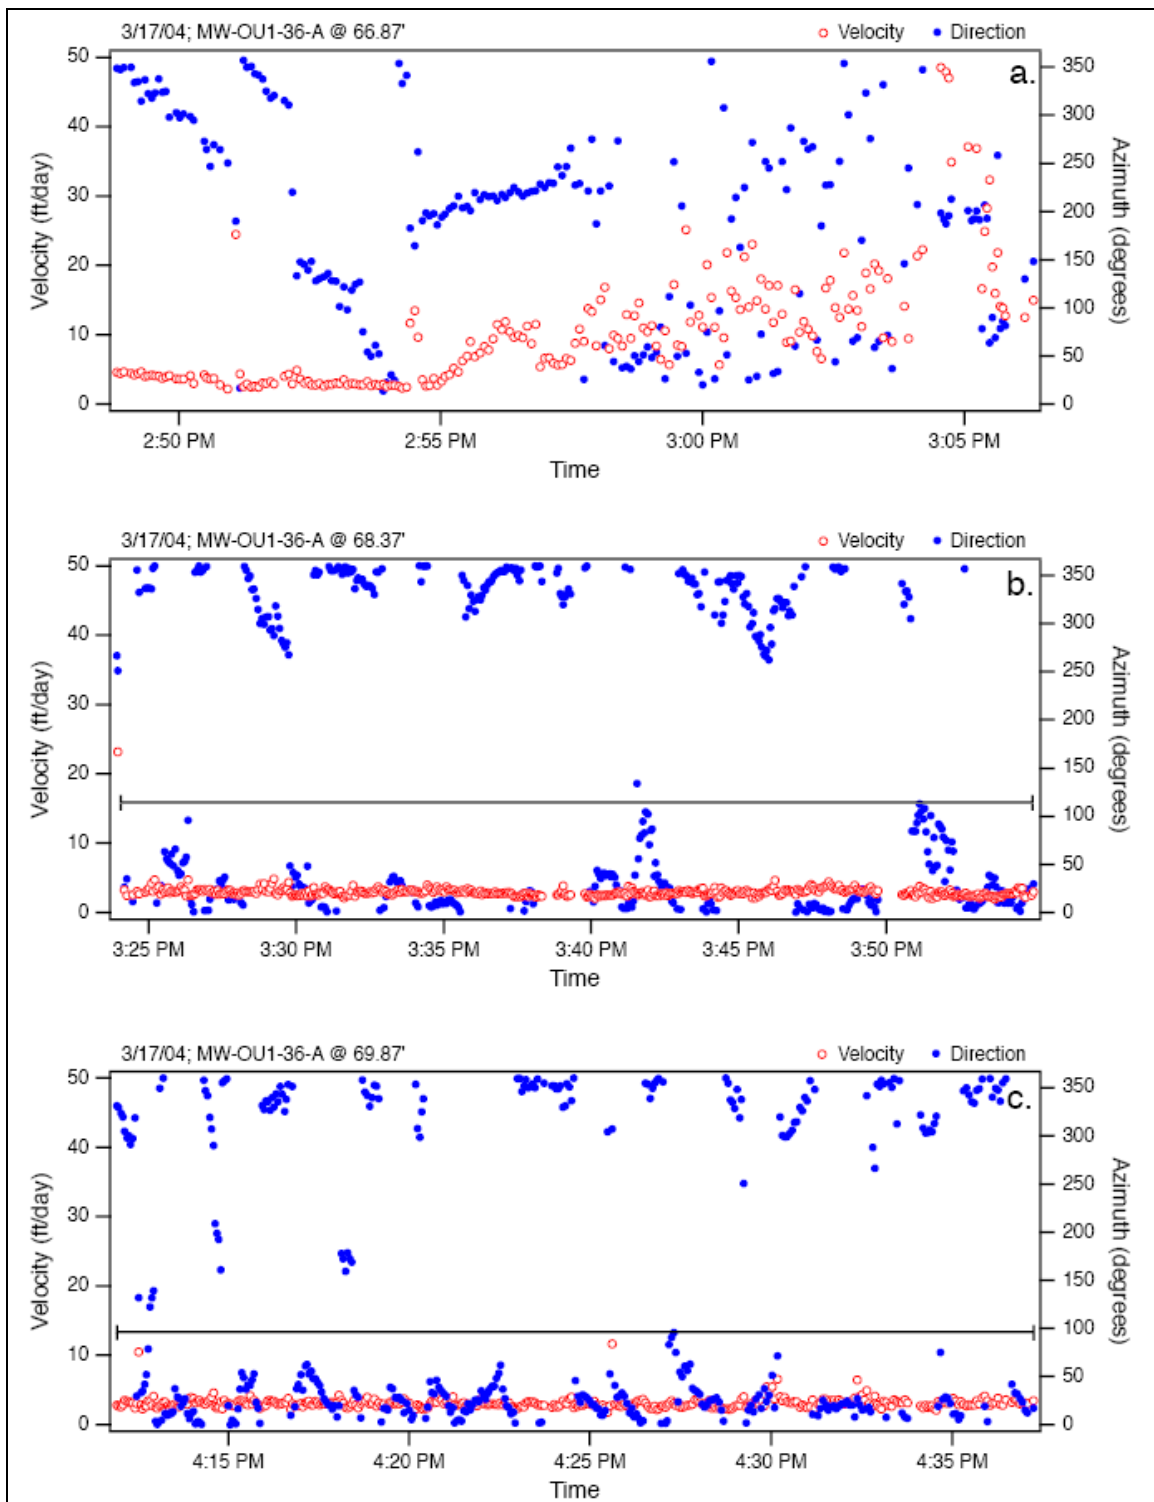 3/17/04; MW-OU1-36-A @ 66.87' Velocity Direction
a.
50 40 30 20 10 0
Velocity (ft/day)
350 300 250 200 150 100 50 0
Azimuth (degrees)
2:50 PM 2:55 PM 3:00 PM 3:05 PM
Time
3/17/04; MW-OU1-36-A @ 68.37' Velocity Direction
b.
50 40 30 20 10 0
Velocity (ft/day)
350 300 250 200 150 100 50 0
Azimuth (degrees)
3:25 PM 3:30 PM 3:35 PM 3:40 PM 3:45 PM 3:50 PM
Time
3/17/04; MW-OU1-36-A @ 69.87' Velocity Direction
c.
50 40 30 20 10 0
Velocity (ft/day)
350 300 250 200 150 100 50 0
Azimuth (degrees)
4:15 PM 4:20 PM 4:25 PM 4:30 PM 4:35 PM
Time